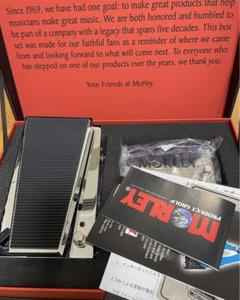 Since 1969, we have had one goal: to make great products that help
musicians make great music. We are both honored and humbled to
be part of a company with a legacy that spans five decades. This box
set was made for our faithful fans as a reminder of where we came
from and looking forward to what will come next. To everyone who
has stepped on one of our products over the years, we thank you.
Your Friends at Morley.
MORLEY
PRODUCT GROUP
MORLEY